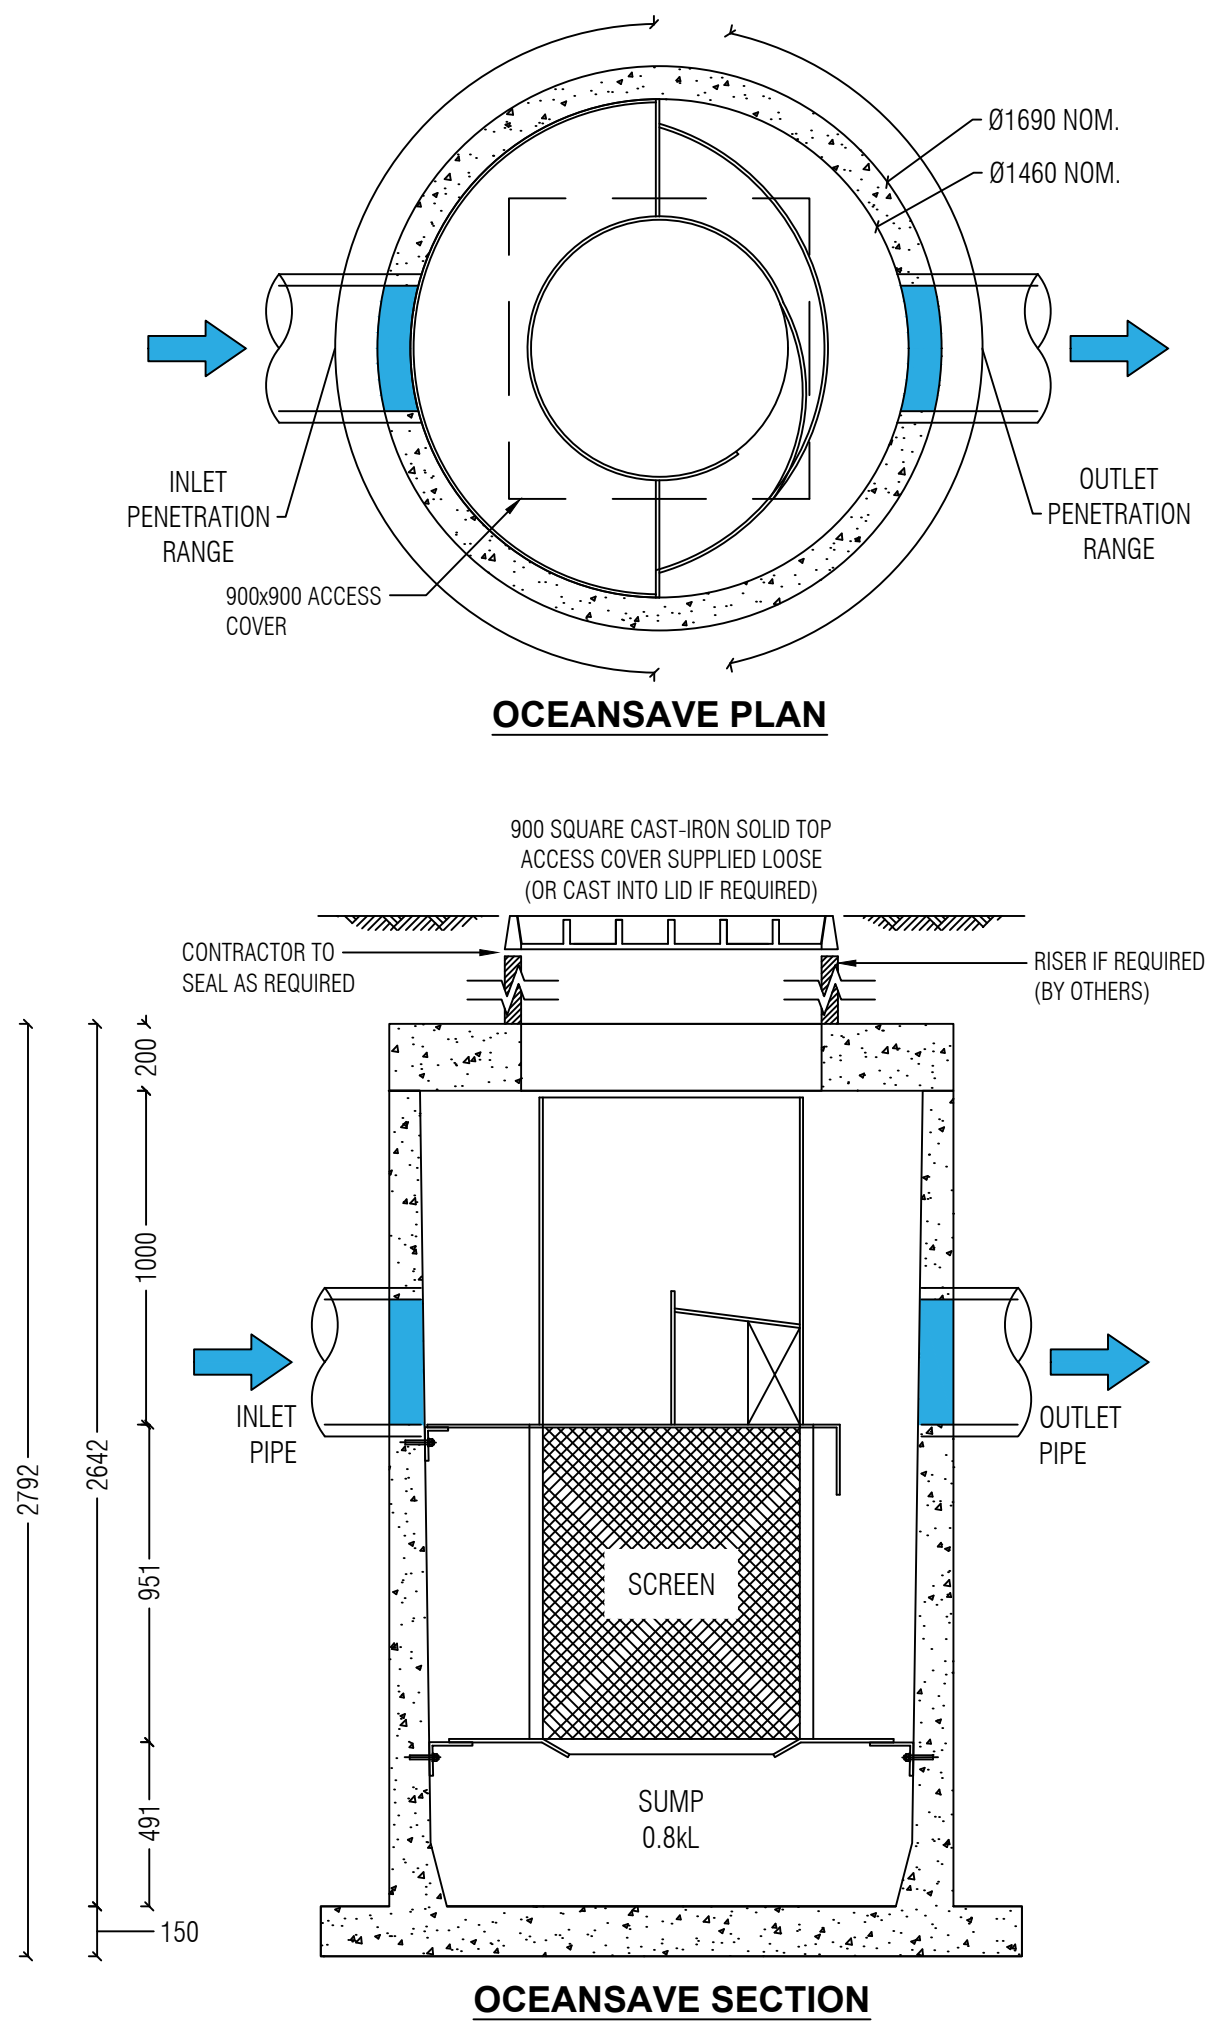 Ø1690 NOM.
Ø1460 NOM.
INLET
PENETRATION
RANGE
OUTLET
PENETRATION
RANGE
900x900 ACCESS
COVER
OCEANSAVE PLAN
900 SQUARE CAST-IRON SOLID TOP
ACCESS COVER SUPPLIED LOOSE
(OR CAST INTO LID IF REQUIRED)
CONTRACTOR TO
SEAL AS REQUIRED
RISER IF REQUIRED
(BY OTHERS)
200
1000
INLET
PIPE
OUTLET
PIPE
2792
2642
951
SCREEN
491
SUMP
0.8kL
150
OCEANSAVE SECTION